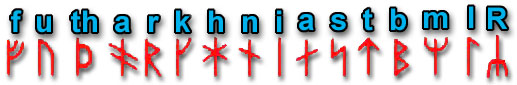 f u th a r k h n i a s t b m l R
ᚠ ᚢ ᚦ ᚬ ᚱ ᚴ ᚼ ᚾ ᛁ ᛅ ᛋ ᛏ ᛒ ᛘ ᛚ ᛦ